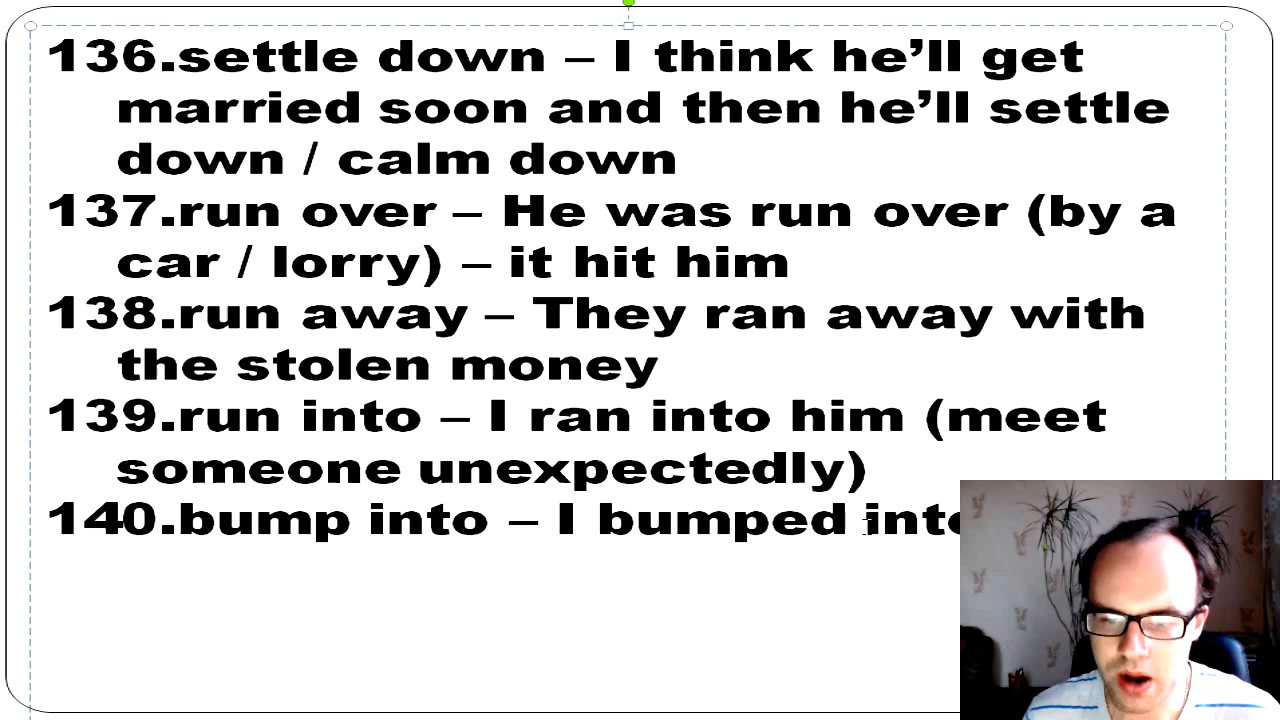 136.settle down – I think he’ll get
married soon and then he’ll settle
down / calm down
137.run over – He was run over (by a
car / lorry) – it hit him
138.run away – They ran away with
the stolen money
139.run into – I ran into him (meet
someone unexpectedly)
140.bump into – I bumped into